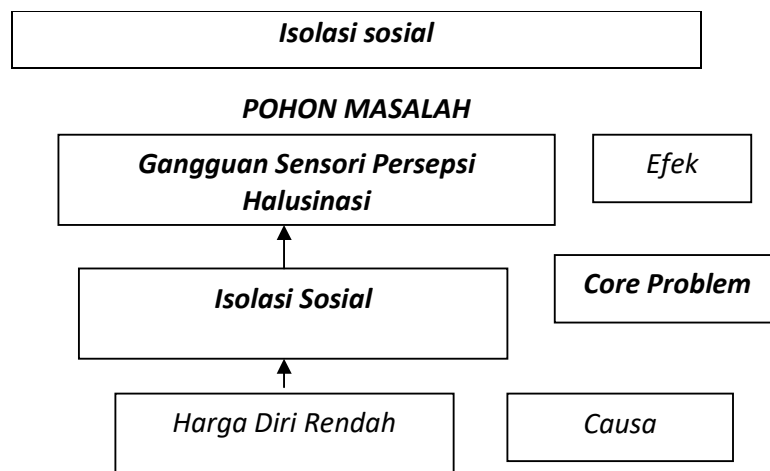 Isolasi sosial
POHON MASALAH
Gangguan Sensori Persepsi
Halusinasi
Efek
Isolasi Sosial
Core Problem
Harga Diri Rendah
Causa